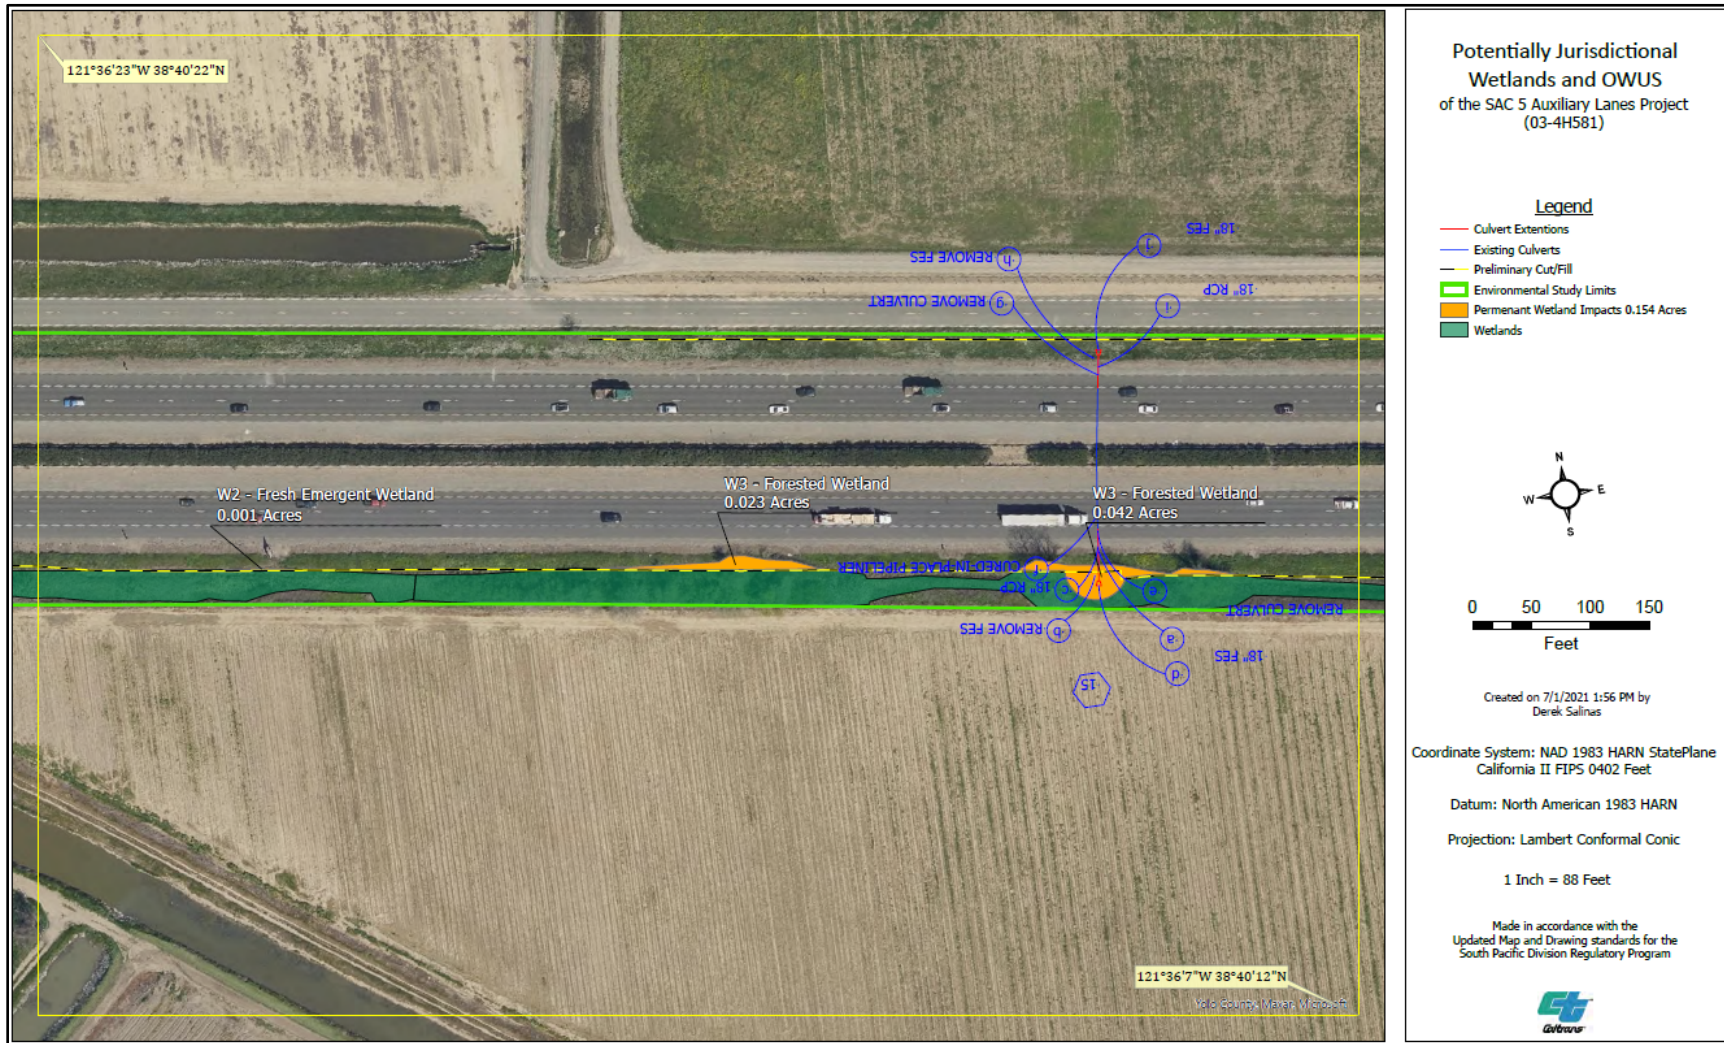 121°36'23"W 38°40'22"N
18" FES
REMOVE FES
h
j
18" RCP
REMOVE CULVERT
g
i
W2 - Fresh Emergent Wetland
0.001 Acres
W3 - Forested Wetland
0.023 Acres
W3 - Forested Wetland
0.042 Acres
CURED-IN-PLACE PIPELINER
f
18" RCP
c
e
REMOVE CULVERT
REMOVE FES
b
a
18" FES
d
15
121°36'7"W 38°40'12"N
Yolo County, Maxar, Microsoft
Potentially Jurisdictional
Wetlands and OWUS
of the SAC 5 Auxiliary Lanes Project
(03-4H581)
Legend
Culvert Extentions
Existing Culverts
Preliminary Cut/Fill
Environmental Study Limits
Permenant Wetland Impacts 0.154 Acres
Wetlands
N
W E
S
0 50 100 150
Feet
Created on 7/1/2021 1:56 PM by
Derek Salinas
Coordinate System: NAD 1983 HARN StatePlane
California II FIPS 0402 Feet
Datum: North American 1983 HARN
Projection: Lambert Conformal Conic
1 Inch = 88 Feet
Made in accordance with the
Updated Map and Drawing standards for the
South Pacific Division Regulatory Program
Caltrans